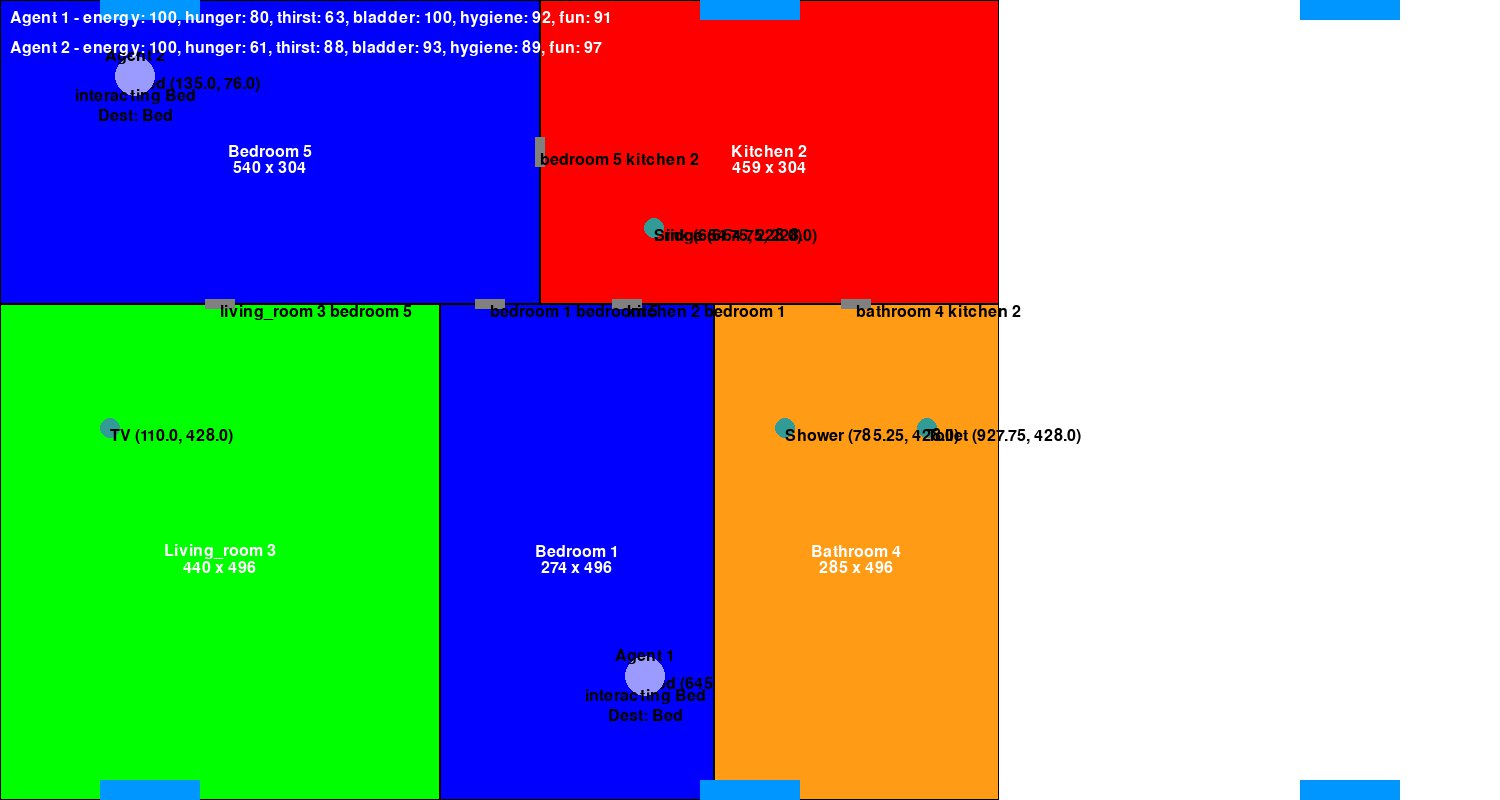 Agent 1 - energy: 100, hunger: 80, thirst: 63, bladder: 100, hygiene: 92, fun: 91
Agent 2 - energy: 100, hunger: 61, thirst: 88, bladder: 93, hygiene: 89, fun: 97
Agent 2
(135.0, 76.0)
interacting Bed
Dest: Bed
Bedroom 5
540 x 304
bedroom 5 kitchen 2
Kitchen 2
459 x 304
living_room 3 bedroom 5
bedroom 1 bedroom 5
kitchen 2 bedroom 1
bathroom 4 kitchen 2
TV (110.0, 428.0)
Shower (785.25, 428.0)
Toilet (927.75, 428.0)
Living_room 3
440 x 496
Bedroom 1
274 x 496
Bathroom 4
285 x 496
Agent 1
(645
interacting Bed
Dest: Bed